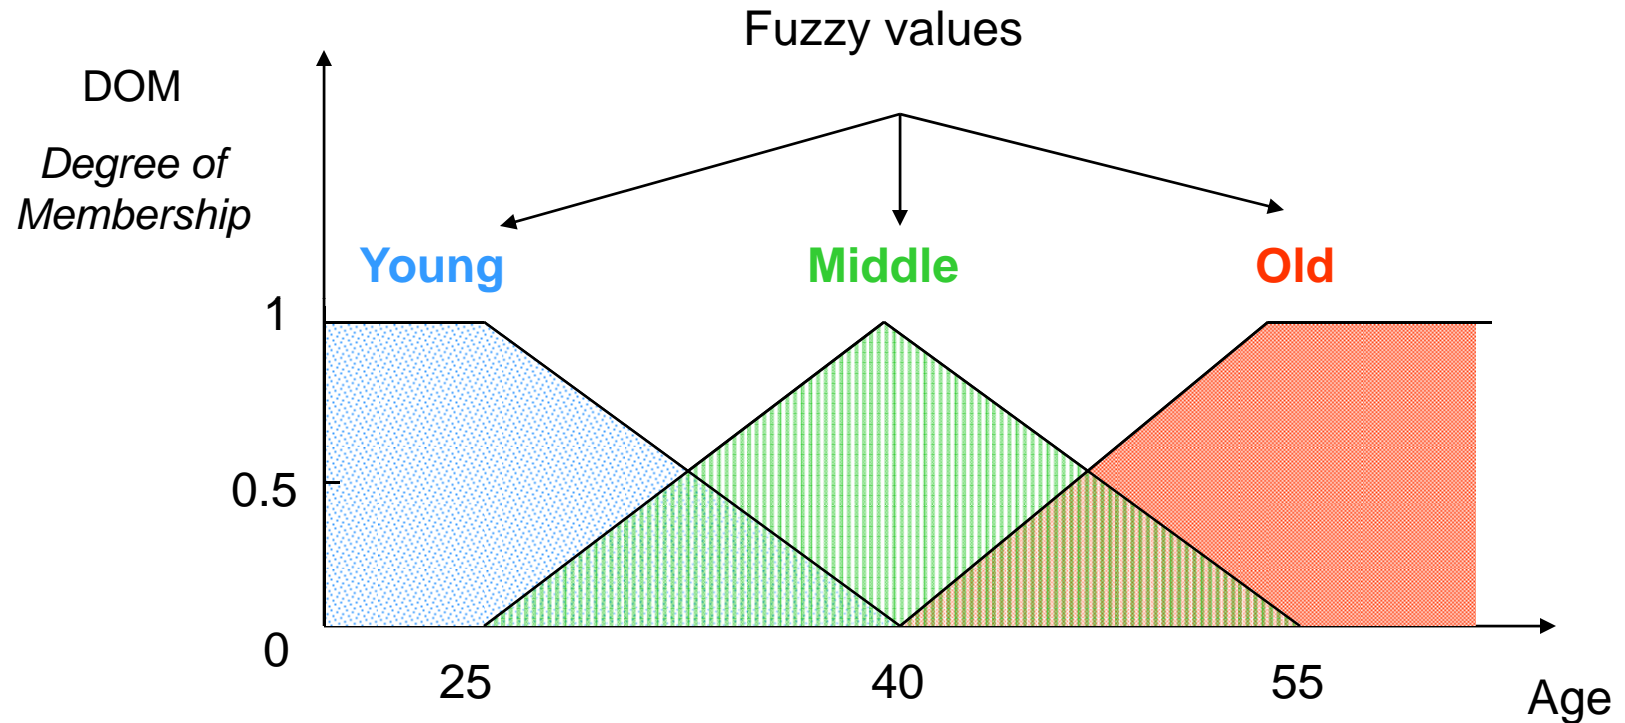 Fuzzy values
DOM
Degree of
Membership
Young
Middle
Old
1
0.5
0
25
40
55
Age